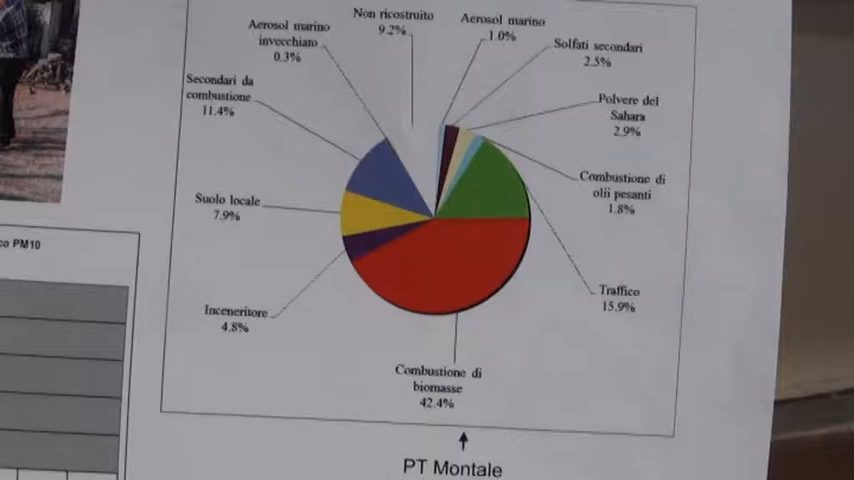 Non ricostruito
9.2%
Aerosol marino
1.0%
Aerosol marino
invecchiato
0.3%
Solfati secondari
2.5%
Secondari da
combustione
11.4%
Polvere del
Sahara
2.9%
Combustione di
olii pesanti
1.8%
Suolo locale
7.9%
co PM10
Traffico
15.9%
Inceneritore
4.8%
Combustione di
biomasse
42.4%
PT Montale